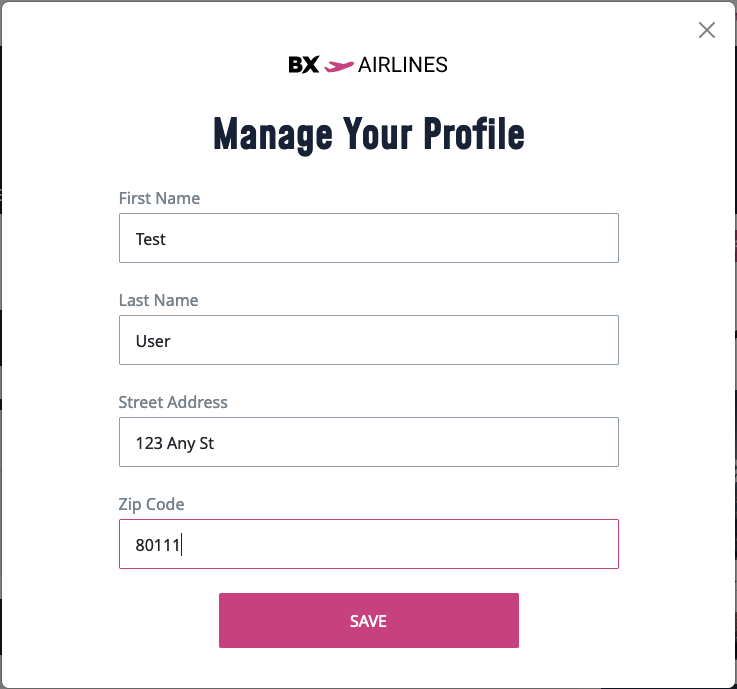 BX AIRLINES
Manage Your Profile
First Name
Test
Last Name
User
Street Address
123 Any St
Zip Code
80111
SAVE